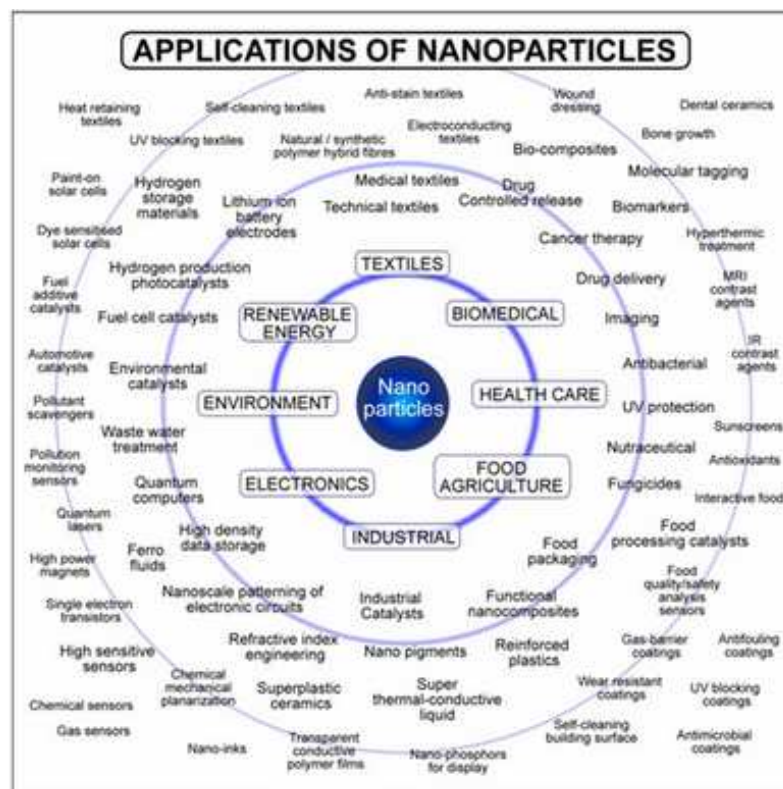 APPLICATIONS OF NANOPARTICLES
Heat retaining
textiles
Self-cleaning textiles
Anti-stain textiles
Wound
dressing
Dental ceramics
UV blocking textiles
Natural / synthetic
polymer hybrid fibres
Electroconducting
textiles
Bio-composites
Bone growth
Molecular tagging
Paint-on
solar cells
Hydrogen
storage
materials
Lithium ion
battery
electrodes
Medical textiles
Technical textiles
Drug
Controlled release
Biomarkers
Dye sensitised
solar cells
Cancer therapy
Hyperthermic
treatment
Hydrogen production
photocatalysts
TEXTILES
Drug delivery
MRI
contrast
agents
Fuel
additive
catalysts
Fuel cell catalysts
RENEWABLE
ENERGY
BIOMEDICAL
Imaging
IR
contrast
agents
Automotive
catalysts
Environmental
catalysts
Nano
particles
Antibacterial
Pollutant
scavengers
ENVIRONMENT
HEALTH CARE
UV protection
Sunscreens
Waste water
treatment
Nutraceutical
Antioxidants
Pollution
monitoring
sensors
Quantum
computers
ELECTRONICS
FOOD
AGRICULTURE
Fungicides
Interactive food
Quantum
lasers
High density
data storage
INDUSTRIAL
Food
packaging
Food
processing catalysts
High power
magnets
Ferro
fluids
Nanoscale patterning of
electronic circuits
Industrial
Catalysts
Functional
nanocomposites
Food
quality/safety
analysis
sensors
Single electron
transistors
High sensitive
sensors
Refractive index
engineering
Nano pigments
Reinforced
plastics
Gas-barrier
coatings
Antifouling
coatings
Chemical
mechanical
planarization
Superplastic
ceramics
Super
thermal-conductive
liquid
Wear resistant
coatings
UV blocking
coatings
Chemical sensors
Gas sensors
Nano-inks
Transparent
conductive
polymer films
Nano-phosphors
for display
Self-cleaning
building surface
Antimicrobial
coatings